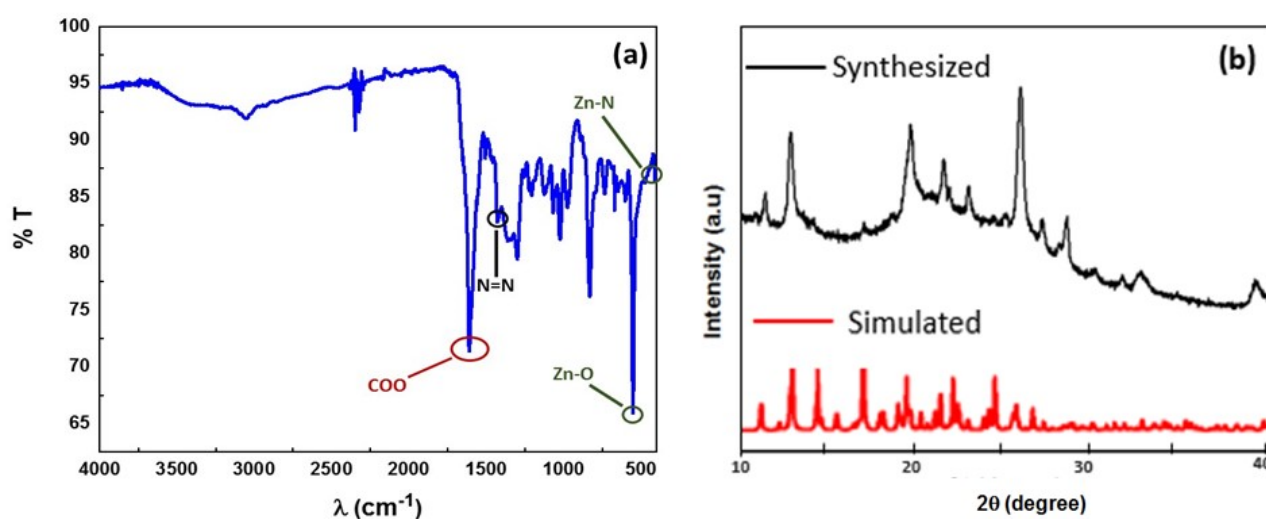 (a)
100
95
90
85
80
75
70
65
% T
Zn-N
N=N
COO
Zn-O
4000 3500 3000 2500 2000 1500 1000 500
λ (cm-1)
(b)
Synthesized
Simulated
Intensity (a.u)
10 20 30 40
2θ (degree)